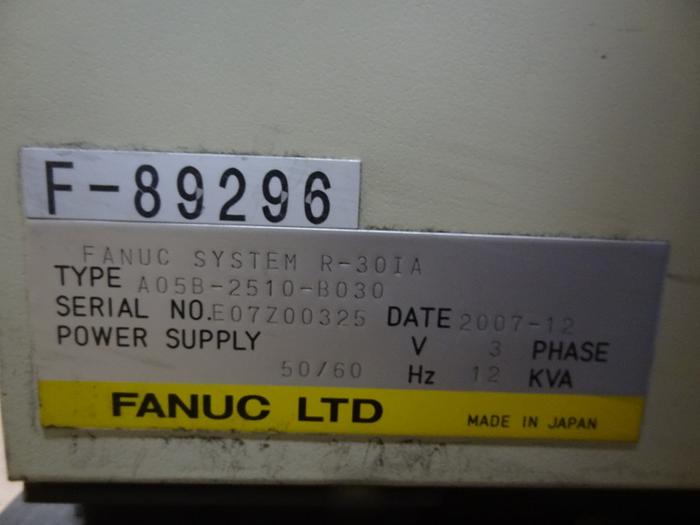 F-89296
FANUC SYSTEM R-30IA
TYPE A05B-2510-B030
SERIAL NO.E07Z00325 DATE 2007-12
POWER SUPPLY V 3 PHASE
50/60 Hz 12 KVA
FANUC LTD MADE IN JAPAN